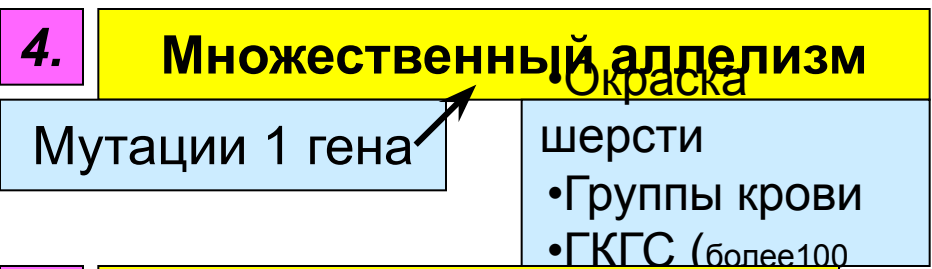 4.
Множественный аллелизм
Мутации 1 гена
•Окраска
шерсти
•Группы крови
•ГКГС (более100